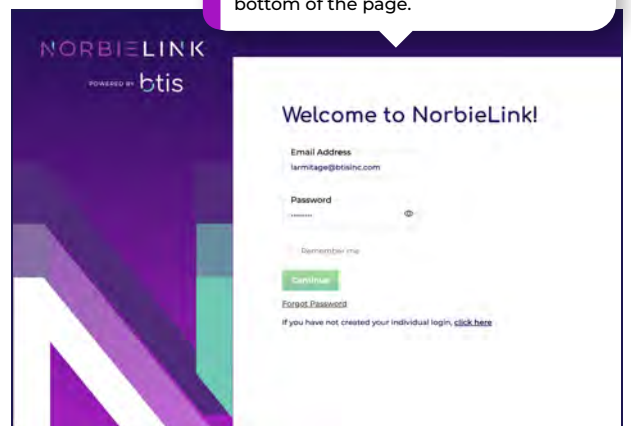 bottom of the page.
NORBIELINK
POWERED BY btis
Welcome to NorbieLink!
Email Address
larmitage@btisinc.com
Password
Remember me
Continue
Forgot Password
If you have not created your individual login, click here